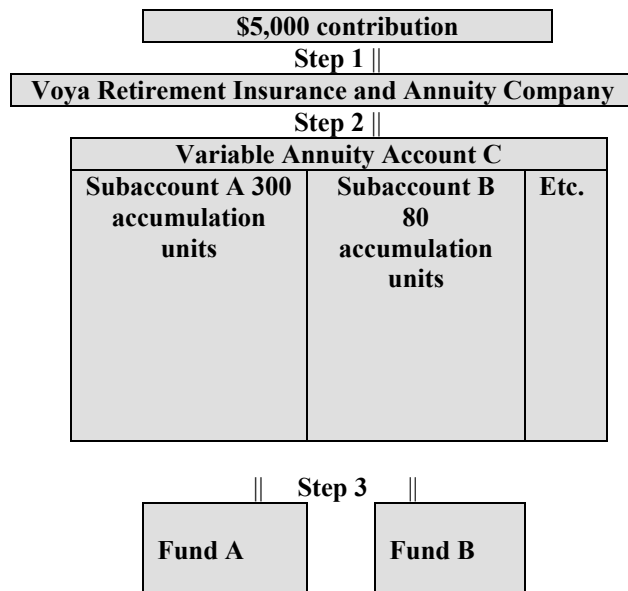 $5,000 contribution
Step 1 ||
Voya Retirement Insurance and Annuity Company
Step 2 ||
Variable Annuity Account C
Subaccount A 300
accumulation
units
Subaccount B
80
accumulation
units
Etc.
|| Step 3 ||
Fund A
Fund B